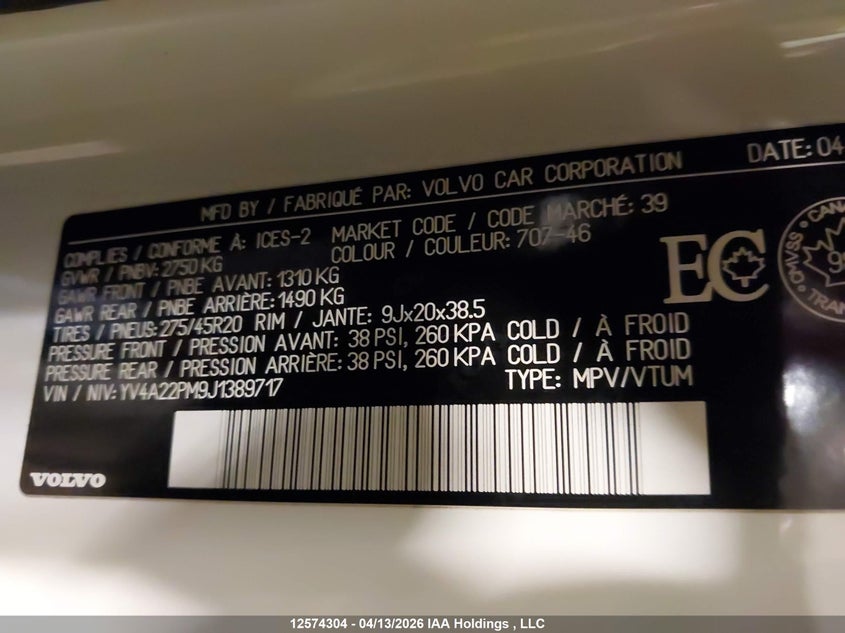 MFD BY / FABRIQUÉ PAR: VOLVO CAR CORPORATION DATE: 04-
COMPLIES / CONFORME A: ICES-2 MARKET CODE / CODE MARCHÉ: 39
GVWR / PNBV: 2750 KG COLOUR / COULEUR: 707-46
GAWR FRONT / PNBE AVANT: 1310 KG
GAWR REAR / PNBE ARRIÈRE: 1490 KG
TIRES / PNEUS: 275/45R20 RIM / JANTE: 9Jx20x38.5
PRESSURE FRONT / PRESSION AVANT: 38 PSI, 260 KPA COLD / À FROID
PRESSURE REAR / PRESSION ARRIÈRE: 38 PSI, 260 KPA COLD / À FROID
VIN / NIV: YV4A22PM9J1389717 TYPE: MPV/VTUM
EC
CANA
CMVSS
TRAN
VOLVO
12574304 - 04/13/2026 IAA Holdings , LLC